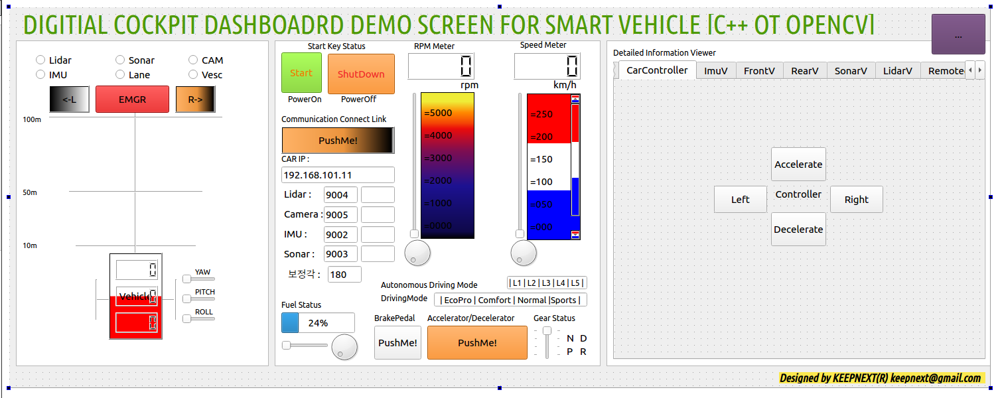 DIGITIAL COCKPIT DASHBOADRD DEMO SCREEN FOR SMART VEHICLE [C++ OT OPENCV]
...
Lidar Sonar CAM
IMU Lane Vesc
<-L EMGR R->
100m
50m
10m
0
Vehicle 0
0
YAW
PITCH
ROLL
Start Key Status
Start ShutDown
PowerOn PowerOff
Communication Connect Link
PushMe!
CAR IP :
192.168.101.11
Lidar : 9004
Camera : 9005
IMU : 9002
Sonar : 9003
보정각 : 180
Fuel Status
24%
RPM Meter
0
rpm
=5000
=4000
=3000
=2000
=1000
=0000
Speed Meter
0
km/h
=250
=200
=150
=100
=050
=000
Autonomous Driving Mode | L1 | L2 | L3 | L4 | L5 |
DrivingMode | EcoPro | Comfort | Normal |Sports |
BrakePedal Accelerator/Decelerator Gear Status
PushMe! PushMe!
N D
P R
Detailed Information Viewer
CarController ImuV FrontV RearV SonarV LidarV Remote
Accelerate
Left Controller Right
Decelerate
Designed by KEEPNEXT(R) keepnext@gmail.com